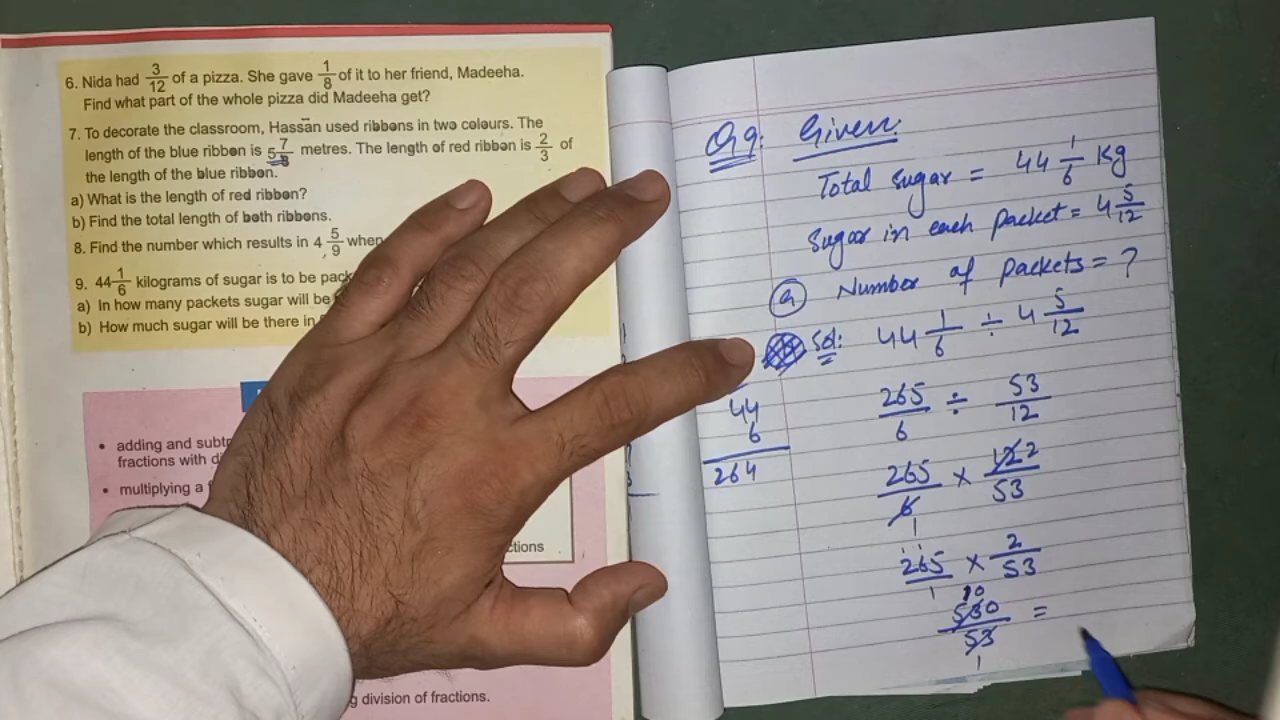 6. Nida had 3/12 of a pizza. She gave 1/8 of it to her friend, Madeeha.
Find what part of the whole pizza did Madeeha get?
7. To decorate the classroom, Hassan used ribbons in two colours. The
length of the blue ribbon is 5 7/8 metres. The length of red ribbon is 2/3 of
the length of the blue ribbon.
a) What is the length of red ribbon?
b) Find the total length of both ribbons.
8. Find the number which results in 4 5/9 when
9. 44 1/6 kilograms of sugar is to be
a) In how many packets sugar will be
b) How much sugar will be there in
• adding and
fractions with
• multiplying a
division of fractions.
Q9: Given:
Total sugar = 44 1/6 Kg
Sugar in each packet = 4 5/12
(a) Number of packets = ?
Sol: 44 1/6 ÷ 4 5/12
265/6 ÷ 53/12
265/6 × 12/53
1 2
265/1 × 2/53
10
530/53 =
1
44
6
264